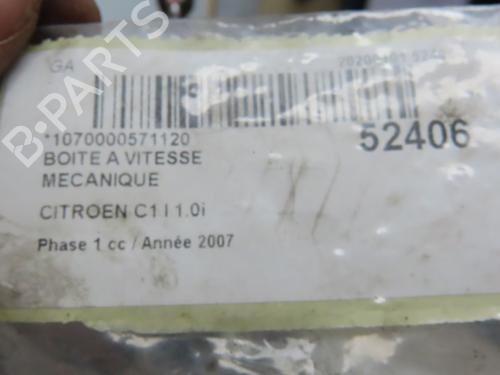 GA
*1070000571120
52406
BOITE A VITESSE
MECANIQUE
CITROEN C1 I 1.0i
Phase 1 cc / Année 2007
B-PARTS